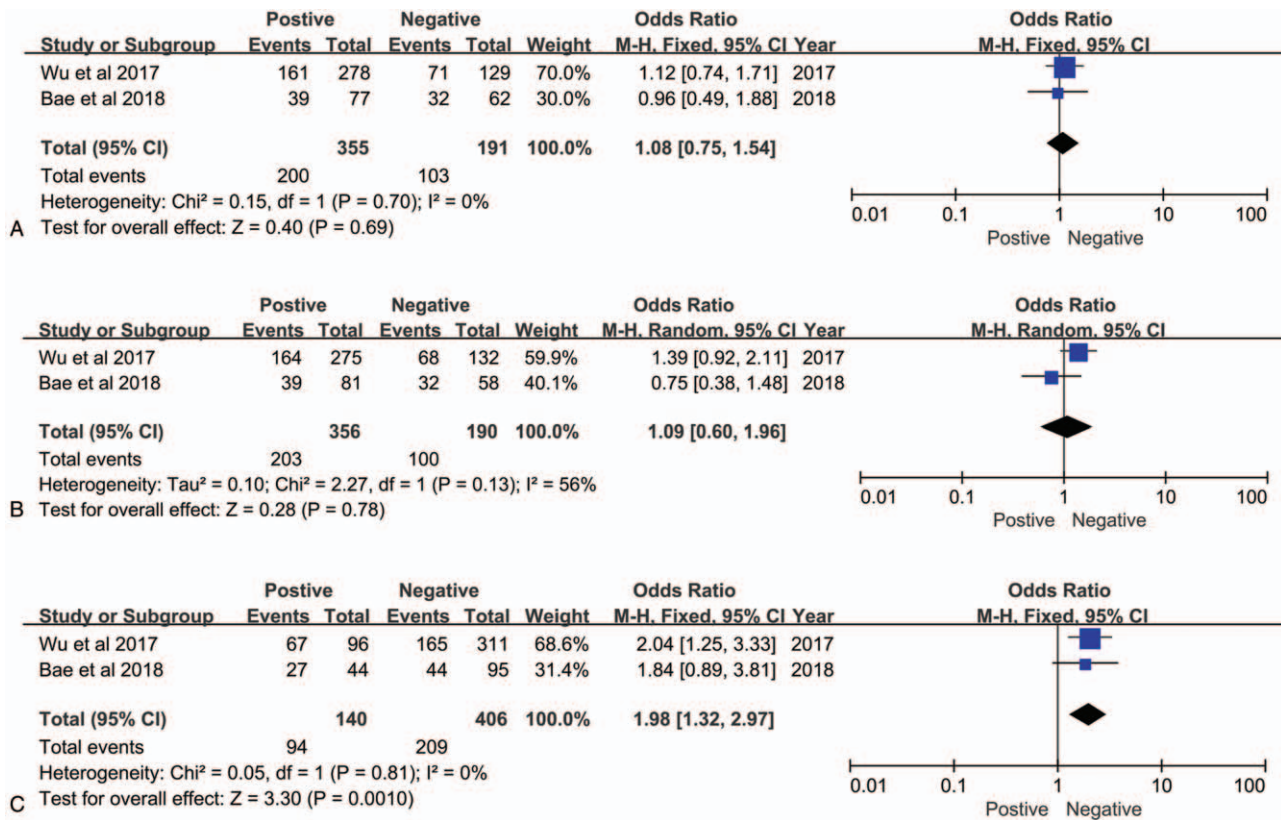 Postive Negative Odds Ratio Odds Ratio
Study or Subgroup Events Total Events Total Weight M-H, Fixed, 95% CI Year M-H, Fixed, 95% CI
Wu et al 2017 161 278 71 129 70.0% 1.12 [0.74, 1.71] 2017
Bae et al 2018 39 77 32 62 30.0% 0.96 [0.49, 1.88] 2018
Total (95% CI) 355 191 100.0% 1.08 [0.75, 1.54]
Total events 200 103
Heterogeneity: Chi² = 0.15, df = 1 (P = 0.70); I² = 0%
A Test for overall effect: Z = 0.40 (P = 0.69)
0.01 0.1 1 10 100
Postive Negative
Postive Negative Odds Ratio Odds Ratio
Study or Subgroup Events Total Events Total Weight M-H, Random, 95% CI Year M-H, Random, 95% CI
Wu et al 2017 164 275 68 132 59.9% 1.39 [0.92, 2.11] 2017
Bae et al 2018 39 81 32 58 40.1% 0.75 [0.38, 1.48] 2018
Total (95% CI) 356 190 100.0% 1.09 [0.60, 1.96]
Total events 203 100
Heterogeneity: Tau² = 0.10; Chi² = 2.27, df = 1 (P = 0.13); I² = 56%
B Test for overall effect: Z = 0.28 (P = 0.78)
0.01 0.1 1 10 100
Postive Negative
Postive Negative Odds Ratio Odds Ratio
Study or Subgroup Events Total Events Total Weight M-H, Fixed, 95% CI Year M-H, Fixed, 95% CI
Wu et al 2017 67 96 165 311 68.6% 2.04 [1.25, 3.33] 2017
Bae et al 2018 27 44 44 95 31.4% 1.84 [0.89, 3.81] 2018
Total (95% CI) 140 406 100.0% 1.98 [1.32, 2.97]
Total events 94 209
Heterogeneity: Chi² = 0.05, df = 1 (P = 0.81); I² = 0%
C Test for overall effect: Z = 3.30 (P = 0.0010)
0.01 0.1 1 10 100
Postive Negative